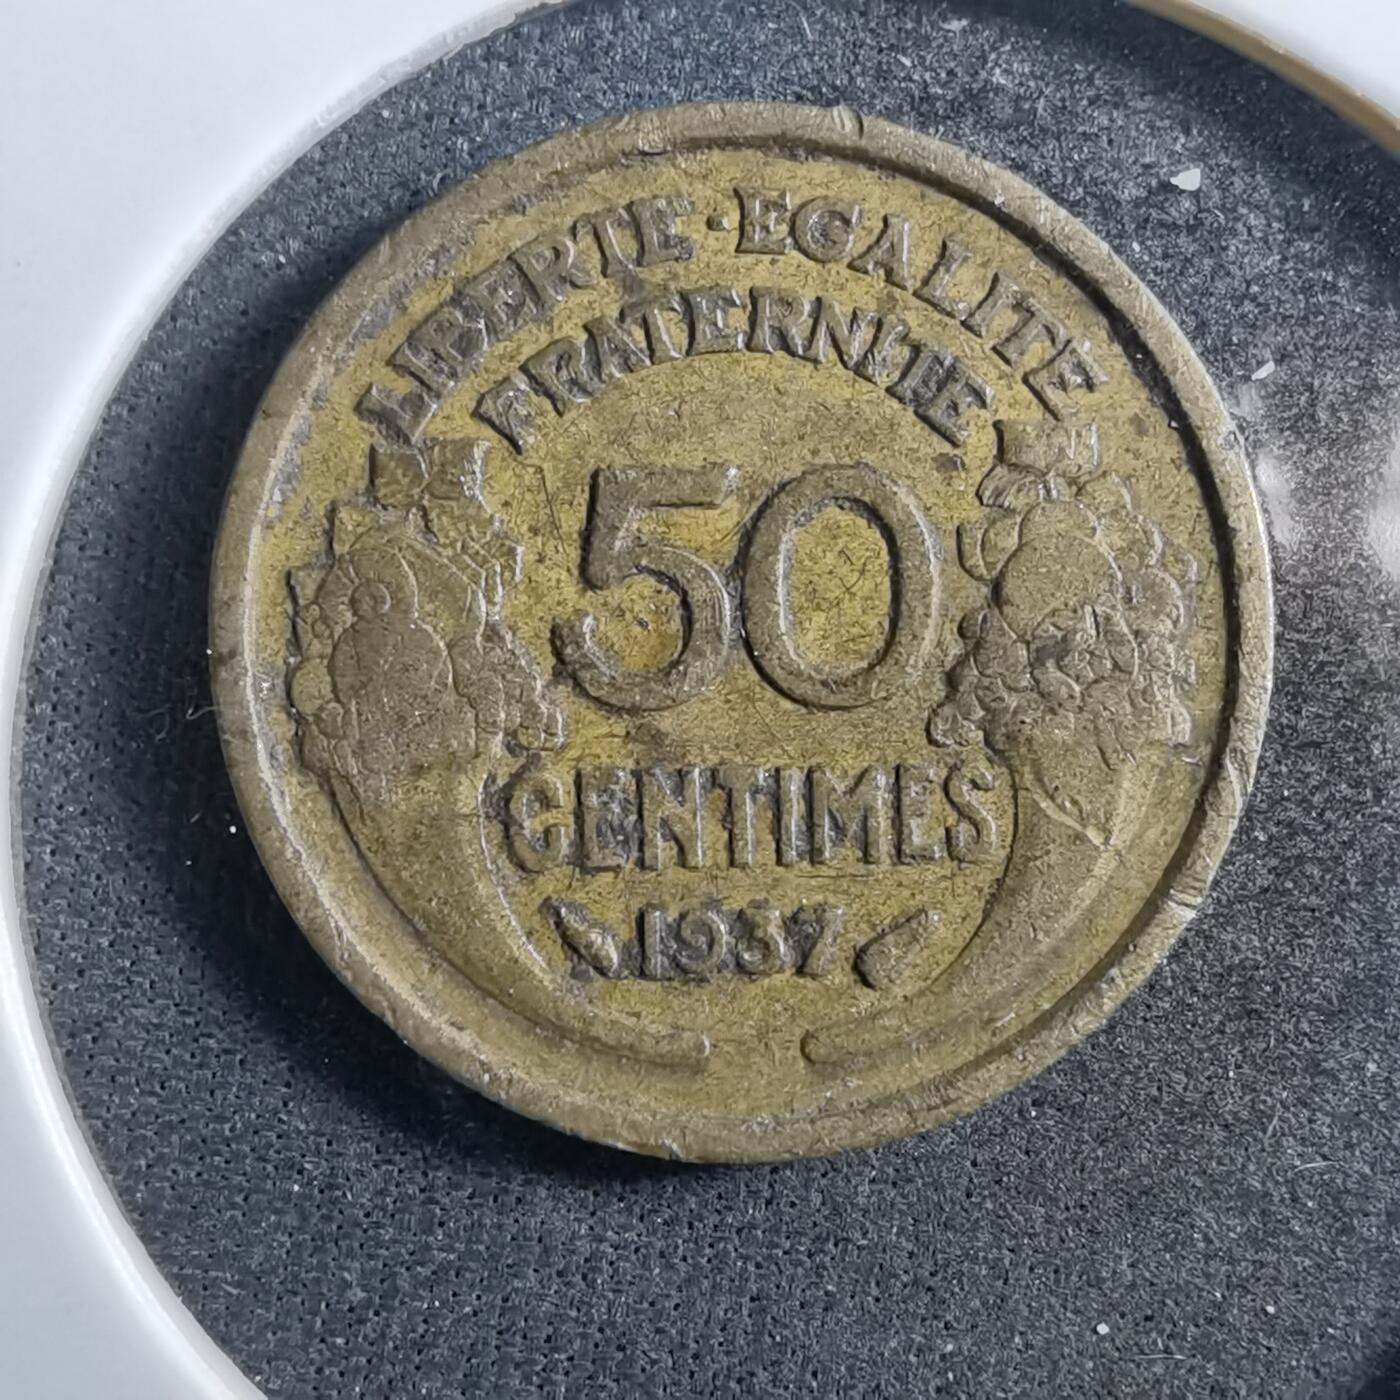 LIBERTE · EGALITE
FRATERNITE
50
CENTIMES
1937